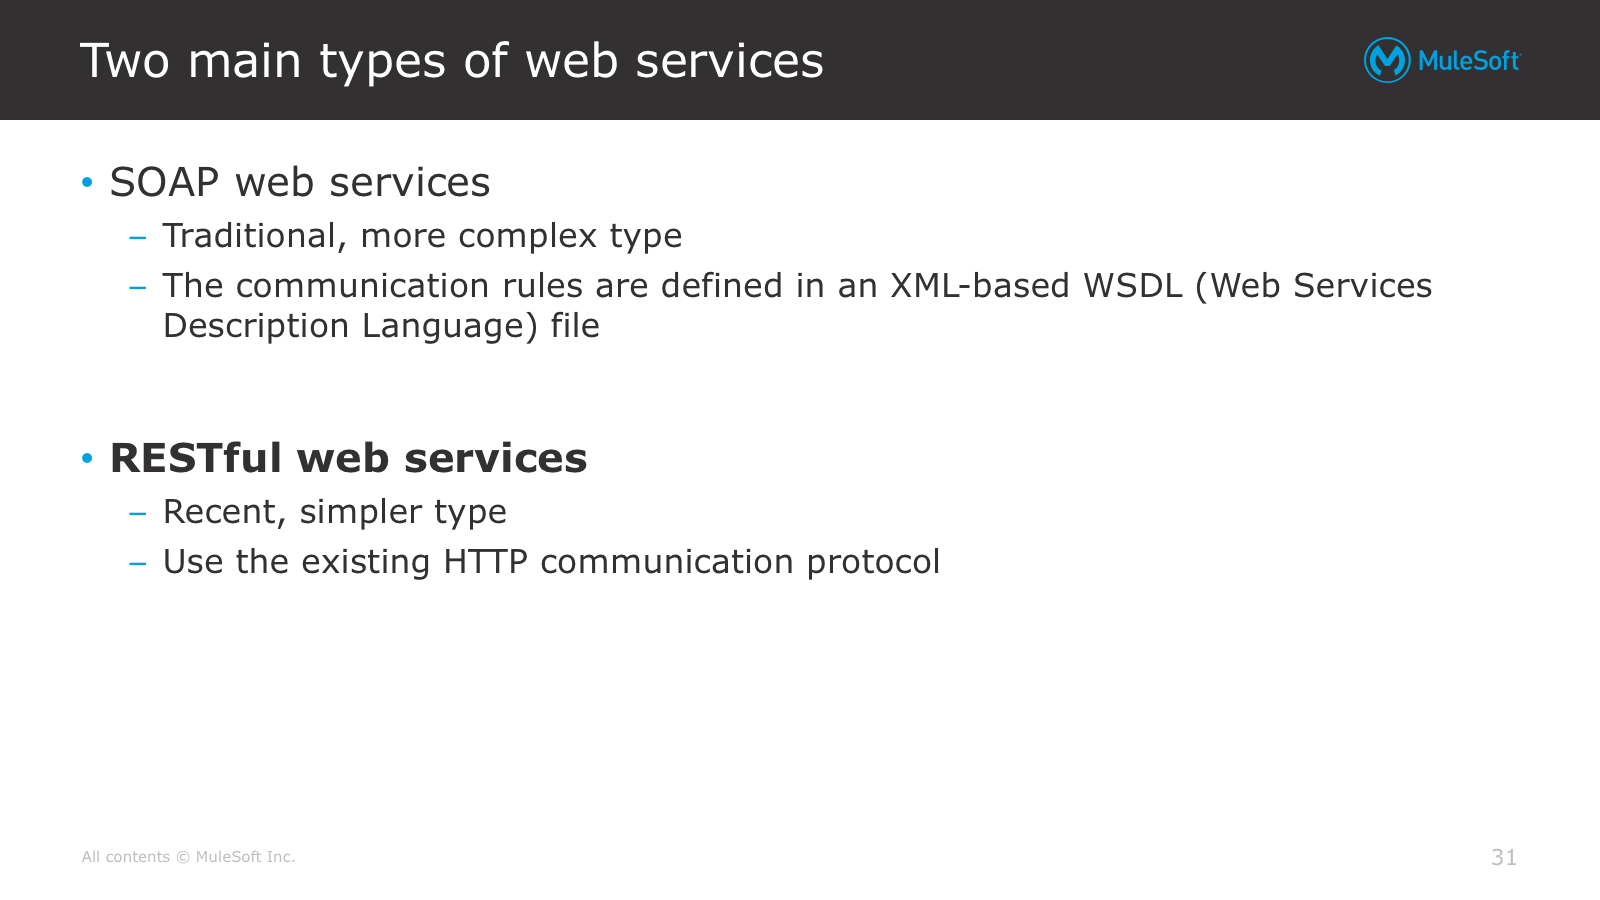 Two main types of web services
MuleSoft
• SOAP web services
– Traditional, more complex type
– The communication rules are defined in an XML-based WSDL (Web Services
Description Language) file
• RESTful web services
– Recent, simpler type
– Use the existing HTTP communication protocol
All contents © MuleSoft Inc.
31